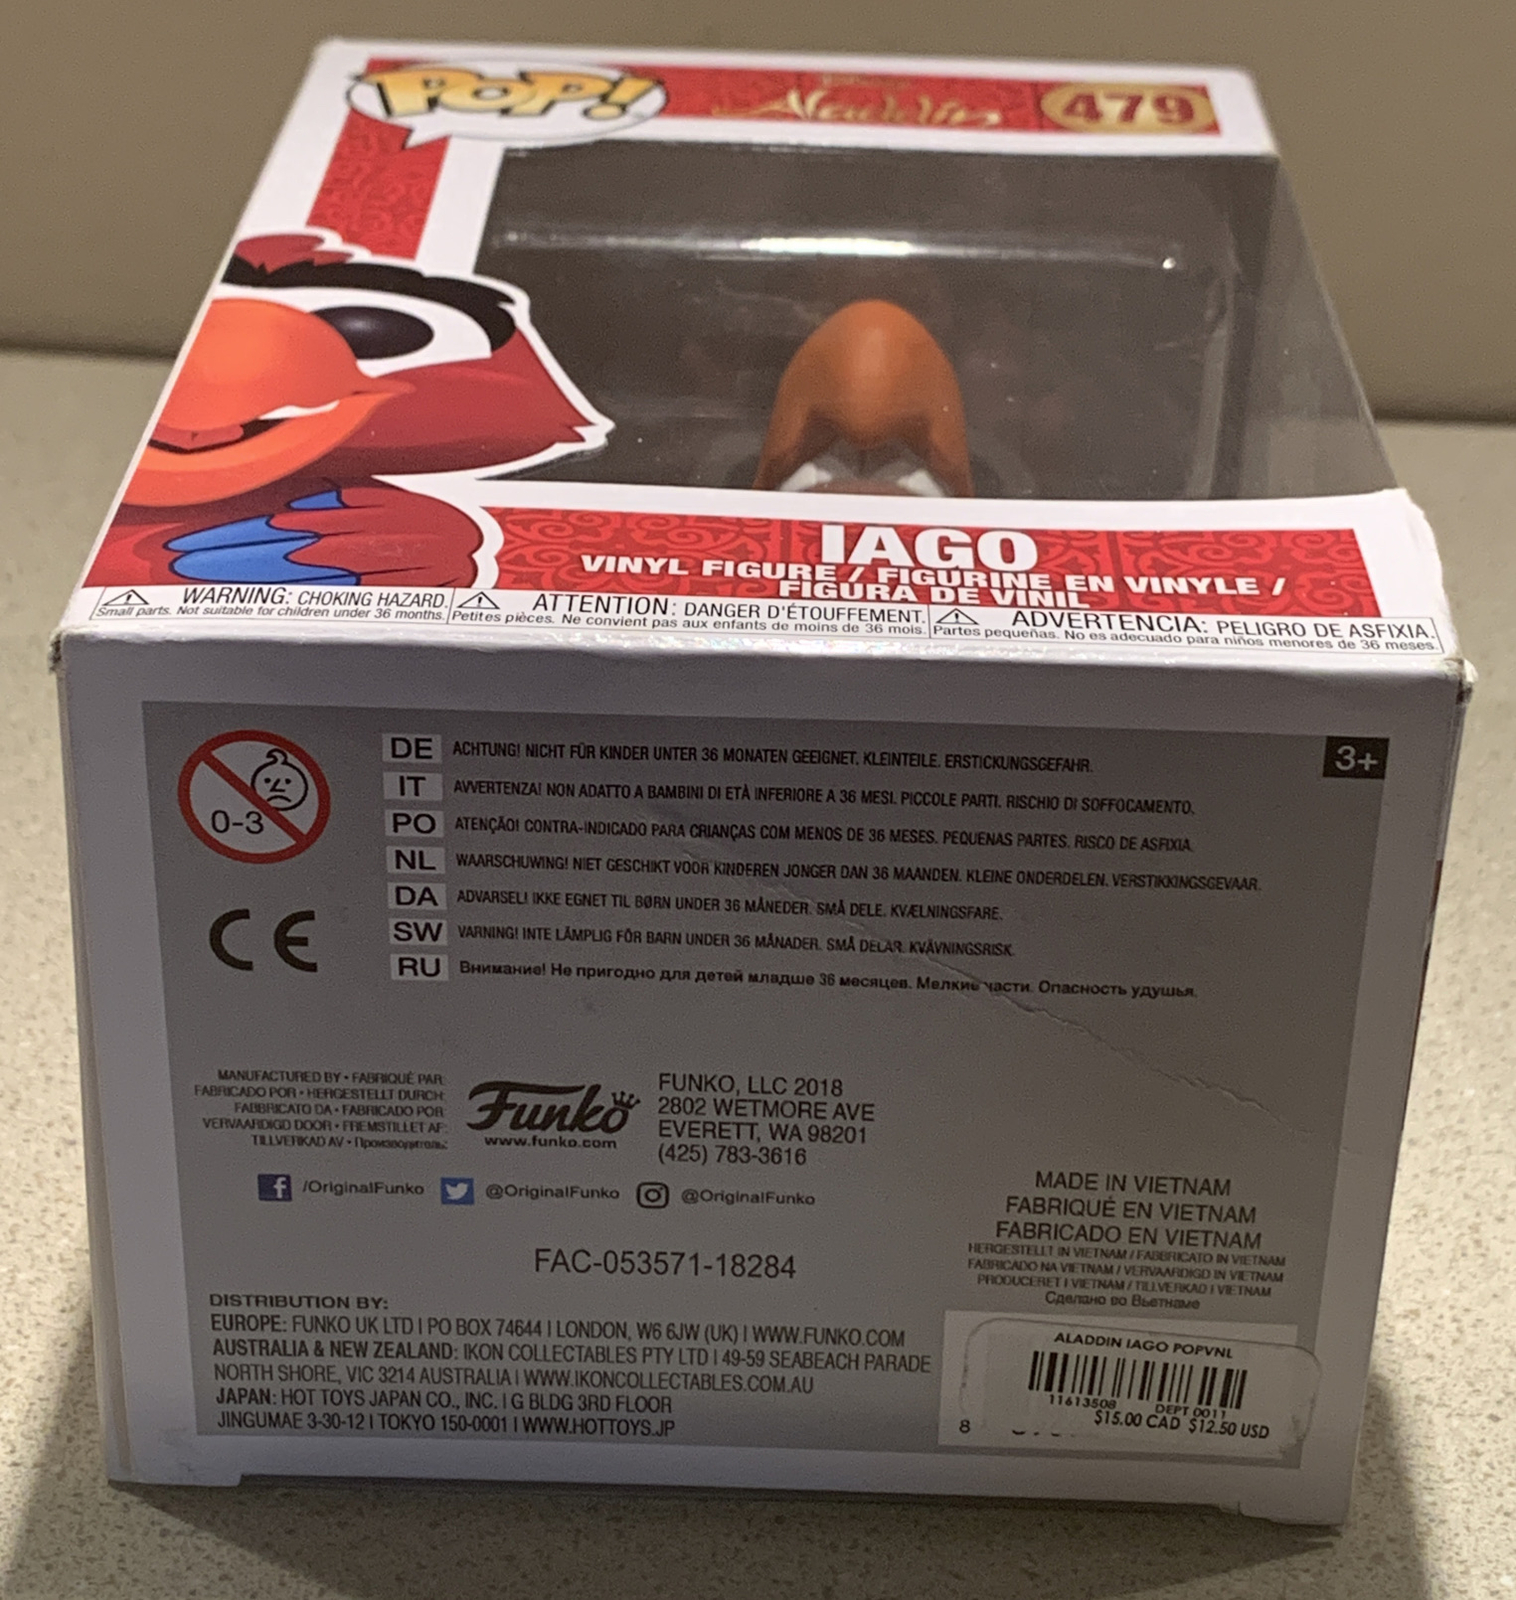 POP!
Disney
Aladdin
479
IAGO
VINYL FIGURE / FIGURINE EN VINYLE /
FIGURA DE VINIL
WARNING: CHOKING HAZARD.
Small parts. Not suitable for children under 36 months.
ATTENTION: DANGER D'ÉTOUFFEMENT.
Petites pièces. Ne convient pas aux enfants de moins de 36 mois.
ADVERTENCIA: PELIGRO DE ASFIXIA.
Partes pequeñas. No es adecuado para niños menores de 36 meses.
0-3
3+
DE ACHTUNG! NICHT FÜR KINDER UNTER 36 MONATEN GEEIGNET. KLEINTEILE. ERSTICKUNGSGEFAHR.
IT AVVERTENZA! NON ADATTO A BAMBINI DI ETÀ INFERIORE A 36 MESI. PICCOLE PARTI. RISCHIO DI SOFFOCAMENTO.
PO ATENÇÃO! CONTRA-INDICADO PARA CRIANÇAS COM MENOS DE 36 MESES. PEQUENAS PARTES. RISCO DE ASFIXIA.
NL WAARSCHUWING! NIET GESCHIKT VOOR KINDEREN JONGER DAN 36 MAANDEN. KLEINE ONDERDELEN. VERSTIKKINGSGEVAAR.
DA ADVARSEL! IKKE EGNET TIL BØRN UNDER 36 MÅNEDER. SMÅ DELE. KVÆLNINGSFARE.
SW VARNING! INTE LÄMPLIG FÖR BARN UNDER 36 MÅNADER. SMÅ DELAR. KVÄVNINGSRISK.
RU Внимание! Не пригодно для детей младше 36 месяцев. Мелкие части. Опасность удушья.
CE
MANUFACTURED BY • FABRIQUÉ PAR
FABRICADO POR • HERGESTELLT DURCH
FABBRICATO DA • FABRICADO POR
VERVAARDIGD DOOR • FREMSTILLET AF:
TILLVERKAD AV • Производитель:
Funko
www.funko.com
FUNKO, LLC 2018
2802 WETMORE AVE
EVERETT, WA 98201
(425) 783-3616
/OriginalFunko @OriginalFunko @OriginalFunko
FAC-053571-18284
MADE IN VIETNAM
FABRIQUÉ EN VIETNAM
FABRICADO EN VIETNAM
HERGESTELLT IN VIETNAM / FABBRICATO IN VIETNAM
FABRICADO NA VIETNAM / VERVAARDIGD IN VIETNAM
PRODUCERET I VIETNAM / TILLVERKAD I VIETNAM
Сделано во Вьетнаме
DISTRIBUTION BY:
EUROPE: FUNKO UK LTD | PO BOX 74644 | LONDON, W6 6JW (UK) | WWW.FUNKO.COM
AUSTRALIA & NEW ZEALAND: IKON COLLECTABLES PTY LTD | 49-59 SEABEACH PARADE
NORTH SHORE, VIC 3214 AUSTRALIA | WWW.IKONCOLLECTABLES.COM.AU
JAPAN: HOT TOYS JAPAN CO., INC. | G BLDG 3RD FLOOR
JINGUMAE 3-30-12 | TOKYO 150-0001 | WWW.HOTTOYS.JP
ALADDIN IAGO POPVNL
11613508 DEPT 0011
$15.00 CAD $12.50 USD
8